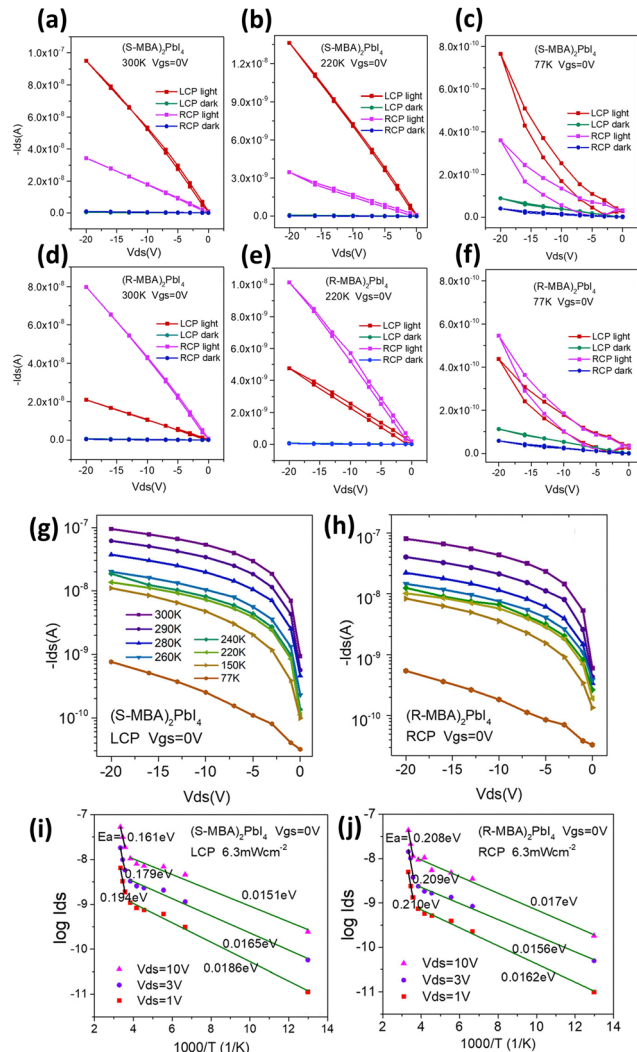 (a)
(S-MBA)2PbI4
300K Vgs=0V
LCP light
LCP dark
RCP light
RCP dark
1.0x10-7
8.0x10-8
6.0x10-8
4.0x10-8
2.0x10-8
0.0
-Ids(A)
-20 -15 -10 -5 0
Vds(V)
(b)
(S-MBA)2PbI4
220K Vgs=0V
LCP light
LCP dark
RCP light
RCP dark
1.2x10-8
8.0x10-9
4.0x10-9
0.0
-20 -15 -10 -5 0
Vds(V)
(c)
(S-MBA)2PbI4
77K Vgs=0V
LCP light
LCP dark
RCP light
RCP dark
8.0x10-10
6.0x10-10
4.0x10-10
2.0x10-10
0.0
-20 -15 -10 -5 0
Vds(V)
(d)
(R-MBA)2PbI4
300K Vgs=0V
LCP light
LCP dark
RCP light
RCP dark
8.0x10-8
6.0x10-8
4.0x10-8
2.0x10-8
0.0
-Ids(A)
-20 -15 -10 -5 0
Vds(V)
(e)
(R-MBA)2PbI4
220K Vgs=0V
LCP light
LCP dark
RCP light
RCP dark
1.0x10-8
8.0x10-9
6.0x10-9
4.0x10-9
2.0x10-9
0.0
-20 -15 -10 -5 0
Vds(V)
(f)
(R-MBA)2PbI4
77K Vgs=0V
LCP light
LCP dark
RCP light
RCP dark
8.0x10-10
6.0x10-10
4.0x10-10
2.0x10-10
0.0
-20 -15 -10 -5 0
Vds(V)
(g)
10-7
10-8
10-9
10-10
-Ids(A)
300K
290K
280K
260K
240K
220K
150K
77K
(S-MBA)2PbI4
LCP Vgs=0V
-20 -15 -10 -5 0
Vds(V)
(h)
10-7
10-8
10-9
10-10
-Ids(A)
(R-MBA)2PbI4
RCP Vgs=0V
-20 -15 -10 -5 0
Vds(V)
(i)
(S-MBA)2PbI4 Vgs=0V
LCP 6.3mWcm-2
Ea= 0.161eV
0.179eV
0.194eV
0.0151eV
0.0165eV
0.0186eV
Vds=10V
Vds=3V
Vds=1V
-7
-8
-9
-10
-11
log Ids
2 4 6 8 10 12 14
1000/T (1/K)
(j)
(R-MBA)2PbI4 Vgs=0V
RCP 6.3mWcm-2
Ea= 0.208eV
0.209eV
0.210eV
0.017eV
0.0156eV
0.0162eV
Vds=10V
Vds=3V
Vds=1V
-7
-8
-9
-10
-11
log Ids
2 4 6 8 10 12 14
1000/T (1/K)